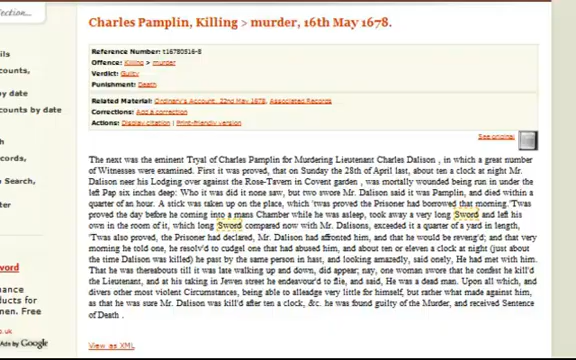 ection...
Charles Pamplin, Killing > murder, 16th May 1678.
ils
counts,
y date
counts by date
h
cords,
o Search,
r
word
nance
ducts for
men. Free
o.uk
Ads by Google
Reference Number: t16780516-8
Offence: Killing > murder
Verdict: Guilty
Punishment: Death
Related Material: Ordinary's Account, 22nd May 1678, Associated Records
Corrections: Add a correction
Actions: Display citation | Print-friendly version
See original
The next was the eminent Tryal of Charles Pamplin for Murdering Lieutenant Charles Dalison , in which a great number
of Witnesses were examined. First it was proved, that on Sunday the 28th of April last, about ten a clock at night Mr.
Dalison neer his Lodging over against the Rose-Tavern in Covent garden , was mortally wounded being run in under the
left Pap six inches deep: Who it was did it none saw, but two swore Mr. Dalison said it was Pamplin, and died within a
quarter of an hour. A stick was taken up on the place, which 'twas proved the Prisoner had borrowed that morning. 'Twas
proved the day before he coming into a mans Chamber while he was asleep, took away a very long Sword and left his
own in the room of it, which long Sword compared now with Mr. Dalisons, exceeded it a quarter of a yard in length,
'Twas also proved, the Prisoner had declared, Mr. Dalison had affronted him, and that he would be reveng'd; and that very
morning he told one, he resolv'd to cudgel one that had abused him, and about ten or eleven a clock at night (just about
the time Dalison was killed) he past by the same person in hast, and looking amazedly, said onely, He had met with him.
That he was thereabouts till it was late walking up and down, did appear; nay, one woman swore that he confest he kill'd
the Lieutenant, and at his taking in Jewen street he endeavour'd to flie, and said, He was a dead man. Upon all which, and
divers other most violent Circumstances, being able to alleadge very little for himself, but rather what made against him,
as that he was sure Mr. Dalison was kill'd after ten a clock, &c. he was found guilty of the Murder, and received Sentence
of Death .
View as XML